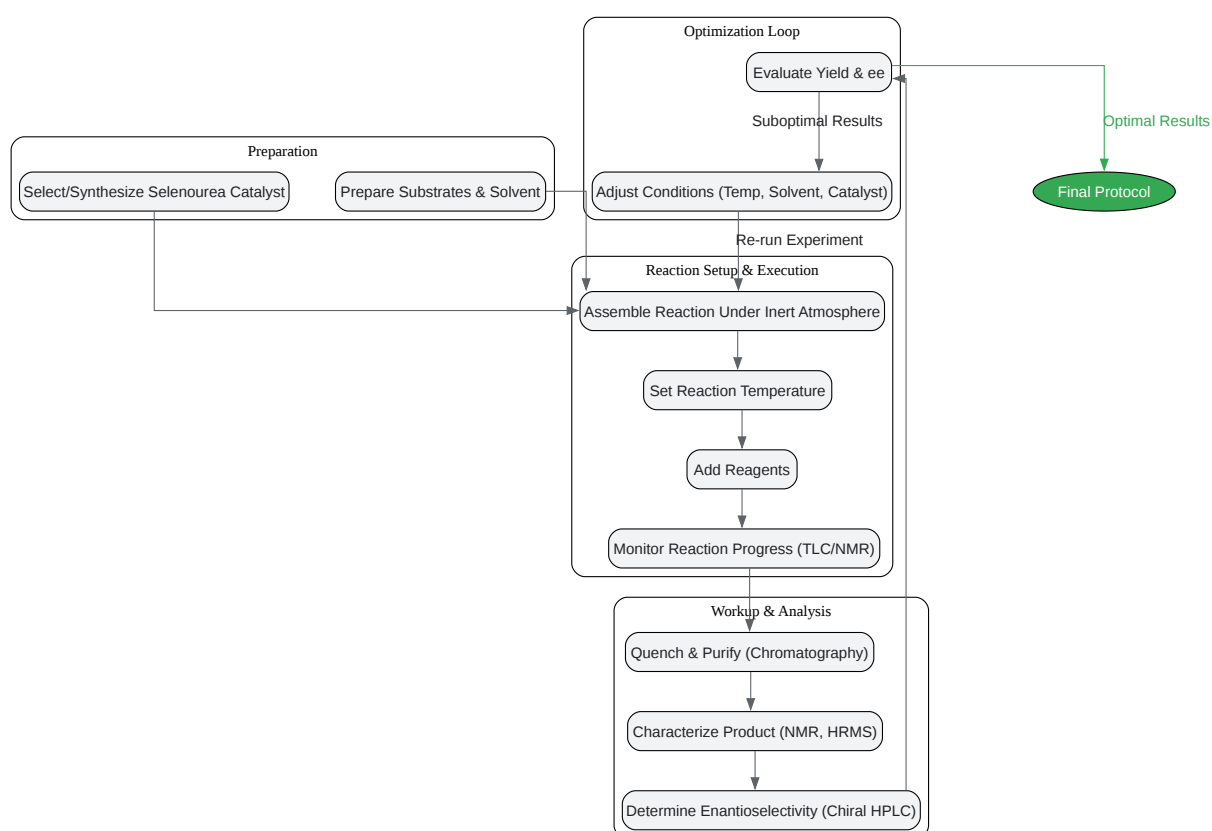 Optimization Loop
Evaluate Yield & ee
Suboptimal Results
Optimal Results
Preparation
Select/Synthesize Selenourea Catalyst
Prepare Substrates & Solvent
Adjust Conditions (Temp, Solvent, Catalyst)
Final Protocol
Re-run Experiment
Reaction Setup & Execution
Assemble Reaction Under Inert Atmosphere
Set Reaction Temperature
Add Reagents
Monitor Reaction Progress (TLC/NMR)
Workup & Analysis
Quench & Purify (Chromatography)
Characterize Product (NMR, HRMS)
Determine Enantioselectivity (Chiral HPLC)